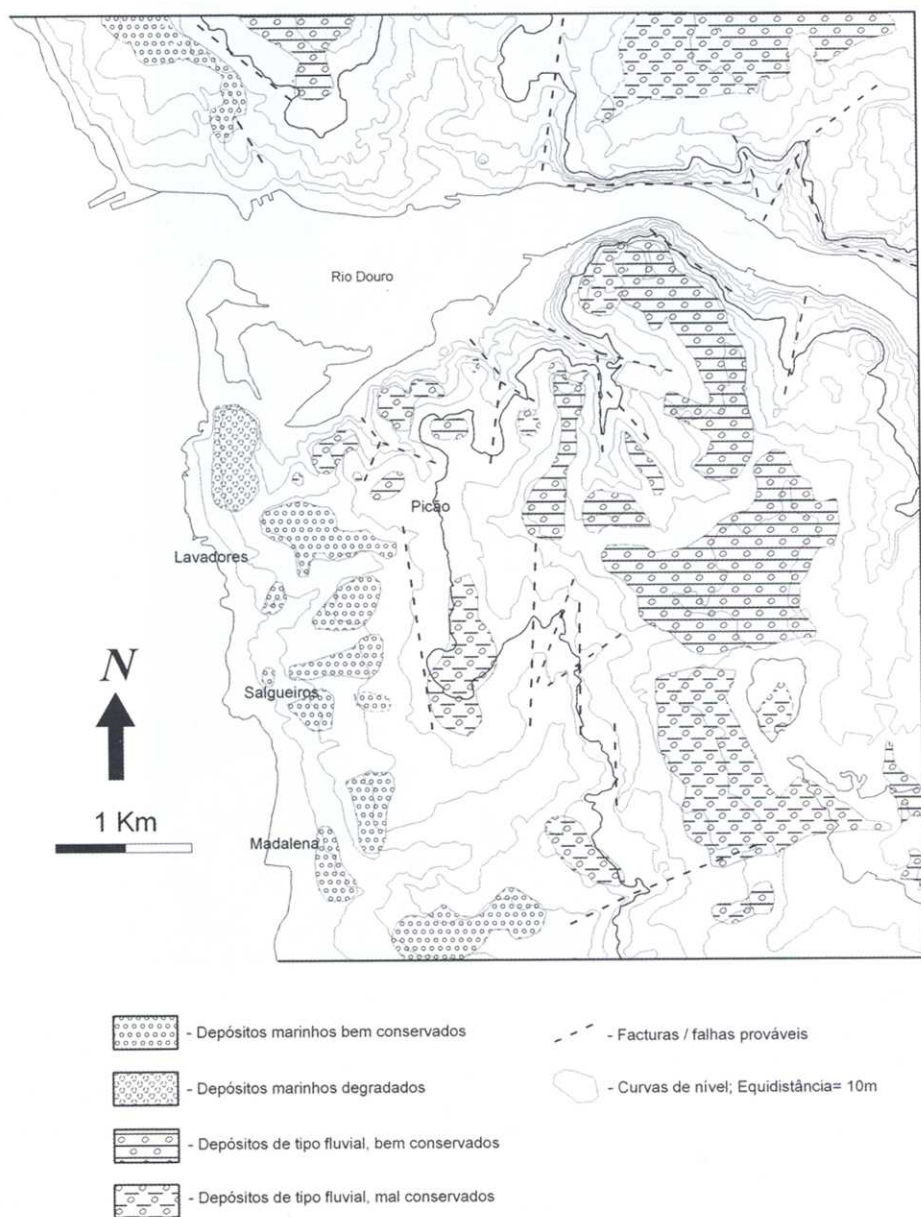 Rio Douro
Picão
Lavadores
N
Salgueiros
1 Km
Madalena
- Depósitos marinhos bem conservados
- Facturas / falhas prováveis
- Depósitos marinhos degradados
- Curvas de nível; Equidistância= 10m
- Depósitos de tipo fluvial, bem conservados
- Depósitos de tipo fluvial, mal conservados